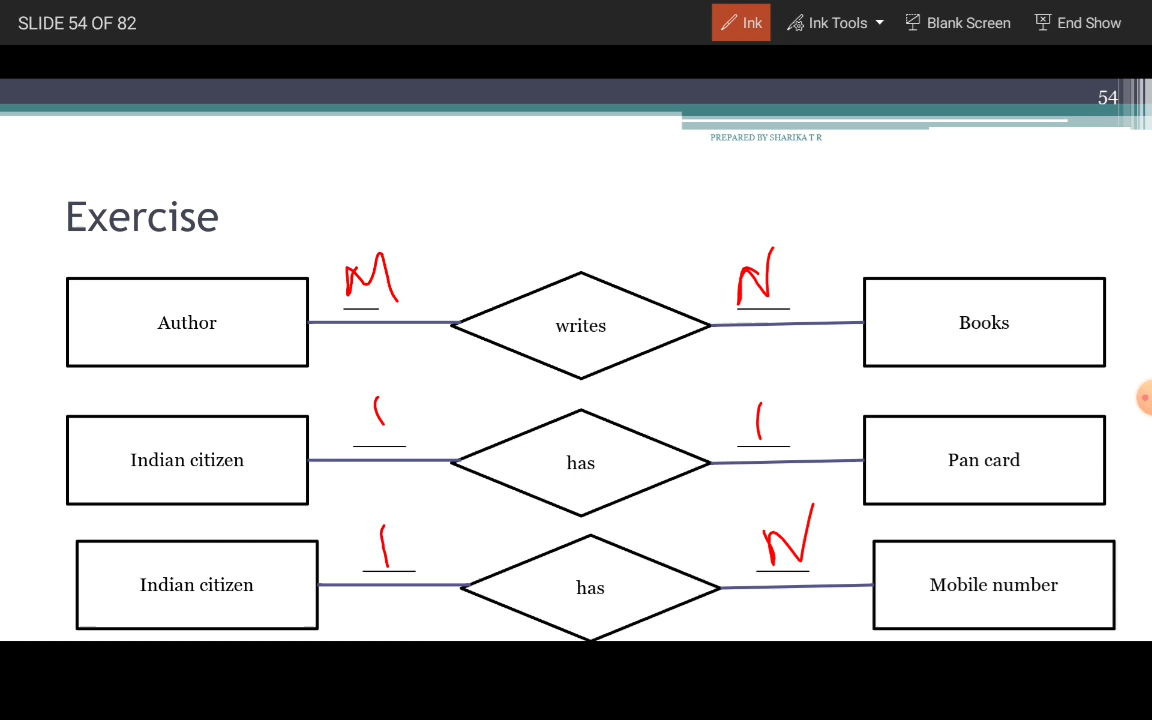 SLIDE 54 OF 82
Ink
Ink Tools
Blank Screen
End Show
54
PREPARED BY SHARIKA T R
Exercise
M
N
Author
writes
Books
1
1
Indian citizen
has
Pan card
1
N
Indian citizen
has
Mobile number